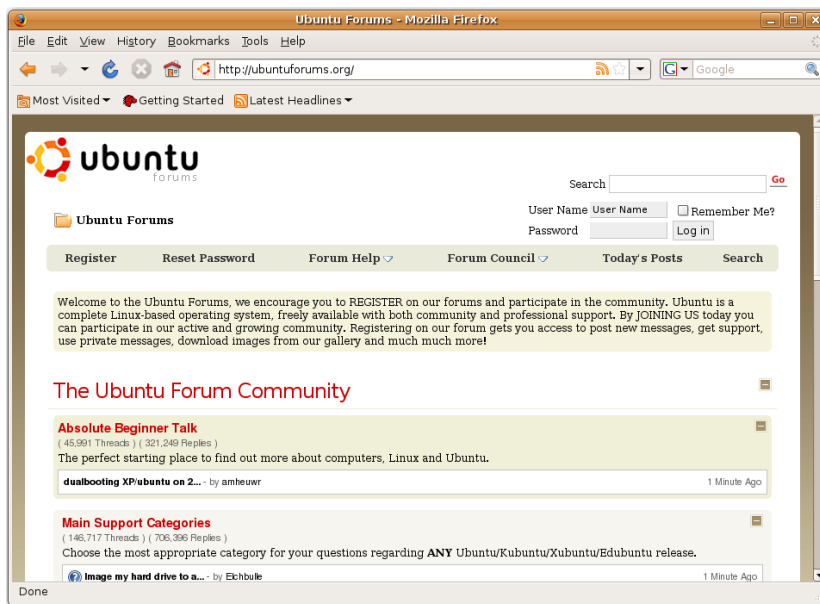 Ubuntu Forums - Mozilla Firefox
File Edit View History Bookmarks Tools Help
http://ubuntuforums.org/
G Google
Most Visited Getting Started Latest Headlines
ubuntu
forums
Search Go
User Name User Name Remember Me?
Ubuntu Forums
Password Log in
Register Reset Password Forum Help Forum Council Today's Posts Search
Welcome to the Ubuntu Forums, we encourage you to REGISTER on our forums and participate in the community. Ubuntu is a
complete Linux-based operating system, freely available with both community and professional support. By JOINING US today you
can participate in our active and growing community. Registering on our forum gets you access to post new messages, get support,
use private messages, download images from our gallery and much much more!
The Ubuntu Forum Community
Absolute Beginner Talk
( 45,991 Threads ) ( 321,249 Replies )
The perfect starting place to find out more about computers, Linux and Ubuntu.
dualbooting XP/ubuntu on 2... - by amheuwr 1 Minute Ago
Main Support Categories
( 146,717 Threads ) ( 706,396 Replies )
Choose the most appropriate category for your questions regarding ANY Ubuntu/Kubuntu/Xubuntu/Edubuntu release.
Image my hard drive to a... - by Elchbulle 1 Minute Ago
Done